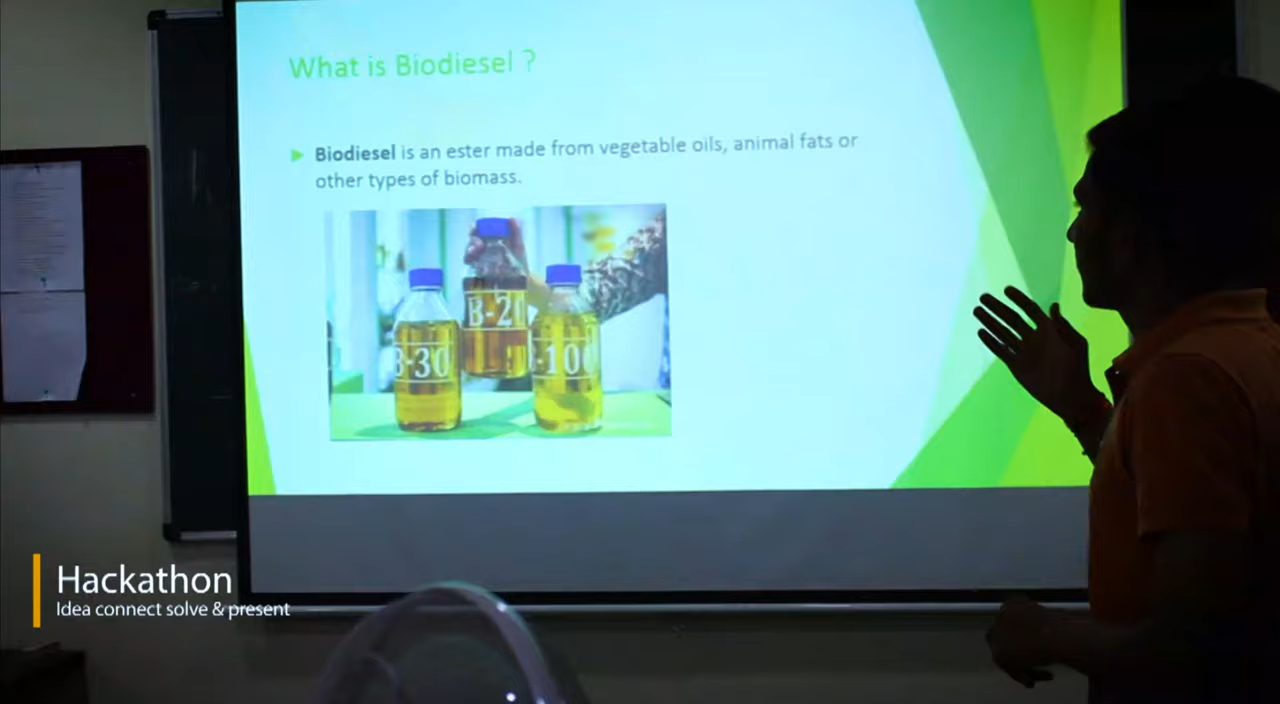 What is Biodiesel ?
Biodiesel is an ester made from vegetable oils, animal fats or
other types of biomass.
B-20
B-30
-100
Hackathon
Idea connect solve & present